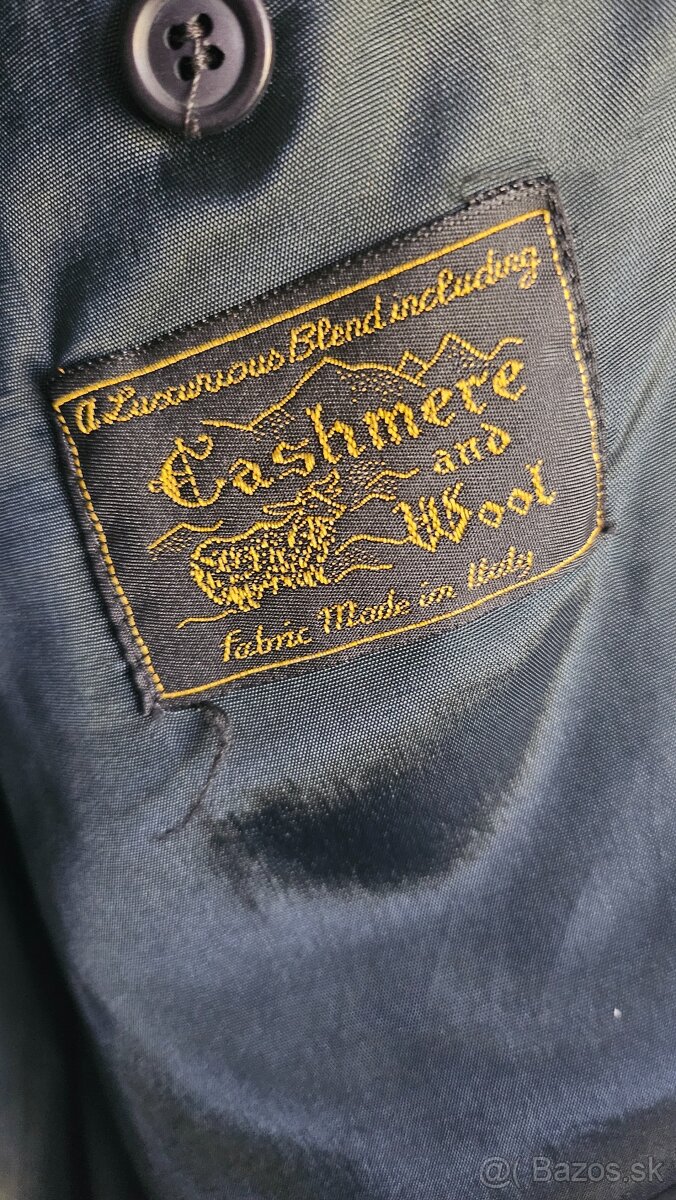 A Luxurious Blend including
Cashmere
and
Wool
Fabric Made in Italy
@( Bazos.sk